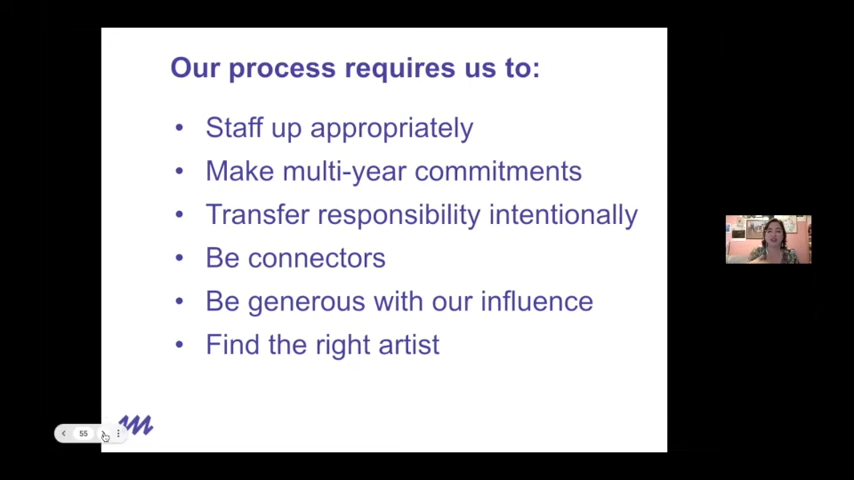 Our process requires us to:
• Staff up appropriately
• Make multi-year commitments
• Transfer responsibility intentionally
• Be connectors
• Be generous with our influence
• Find the right artist
55